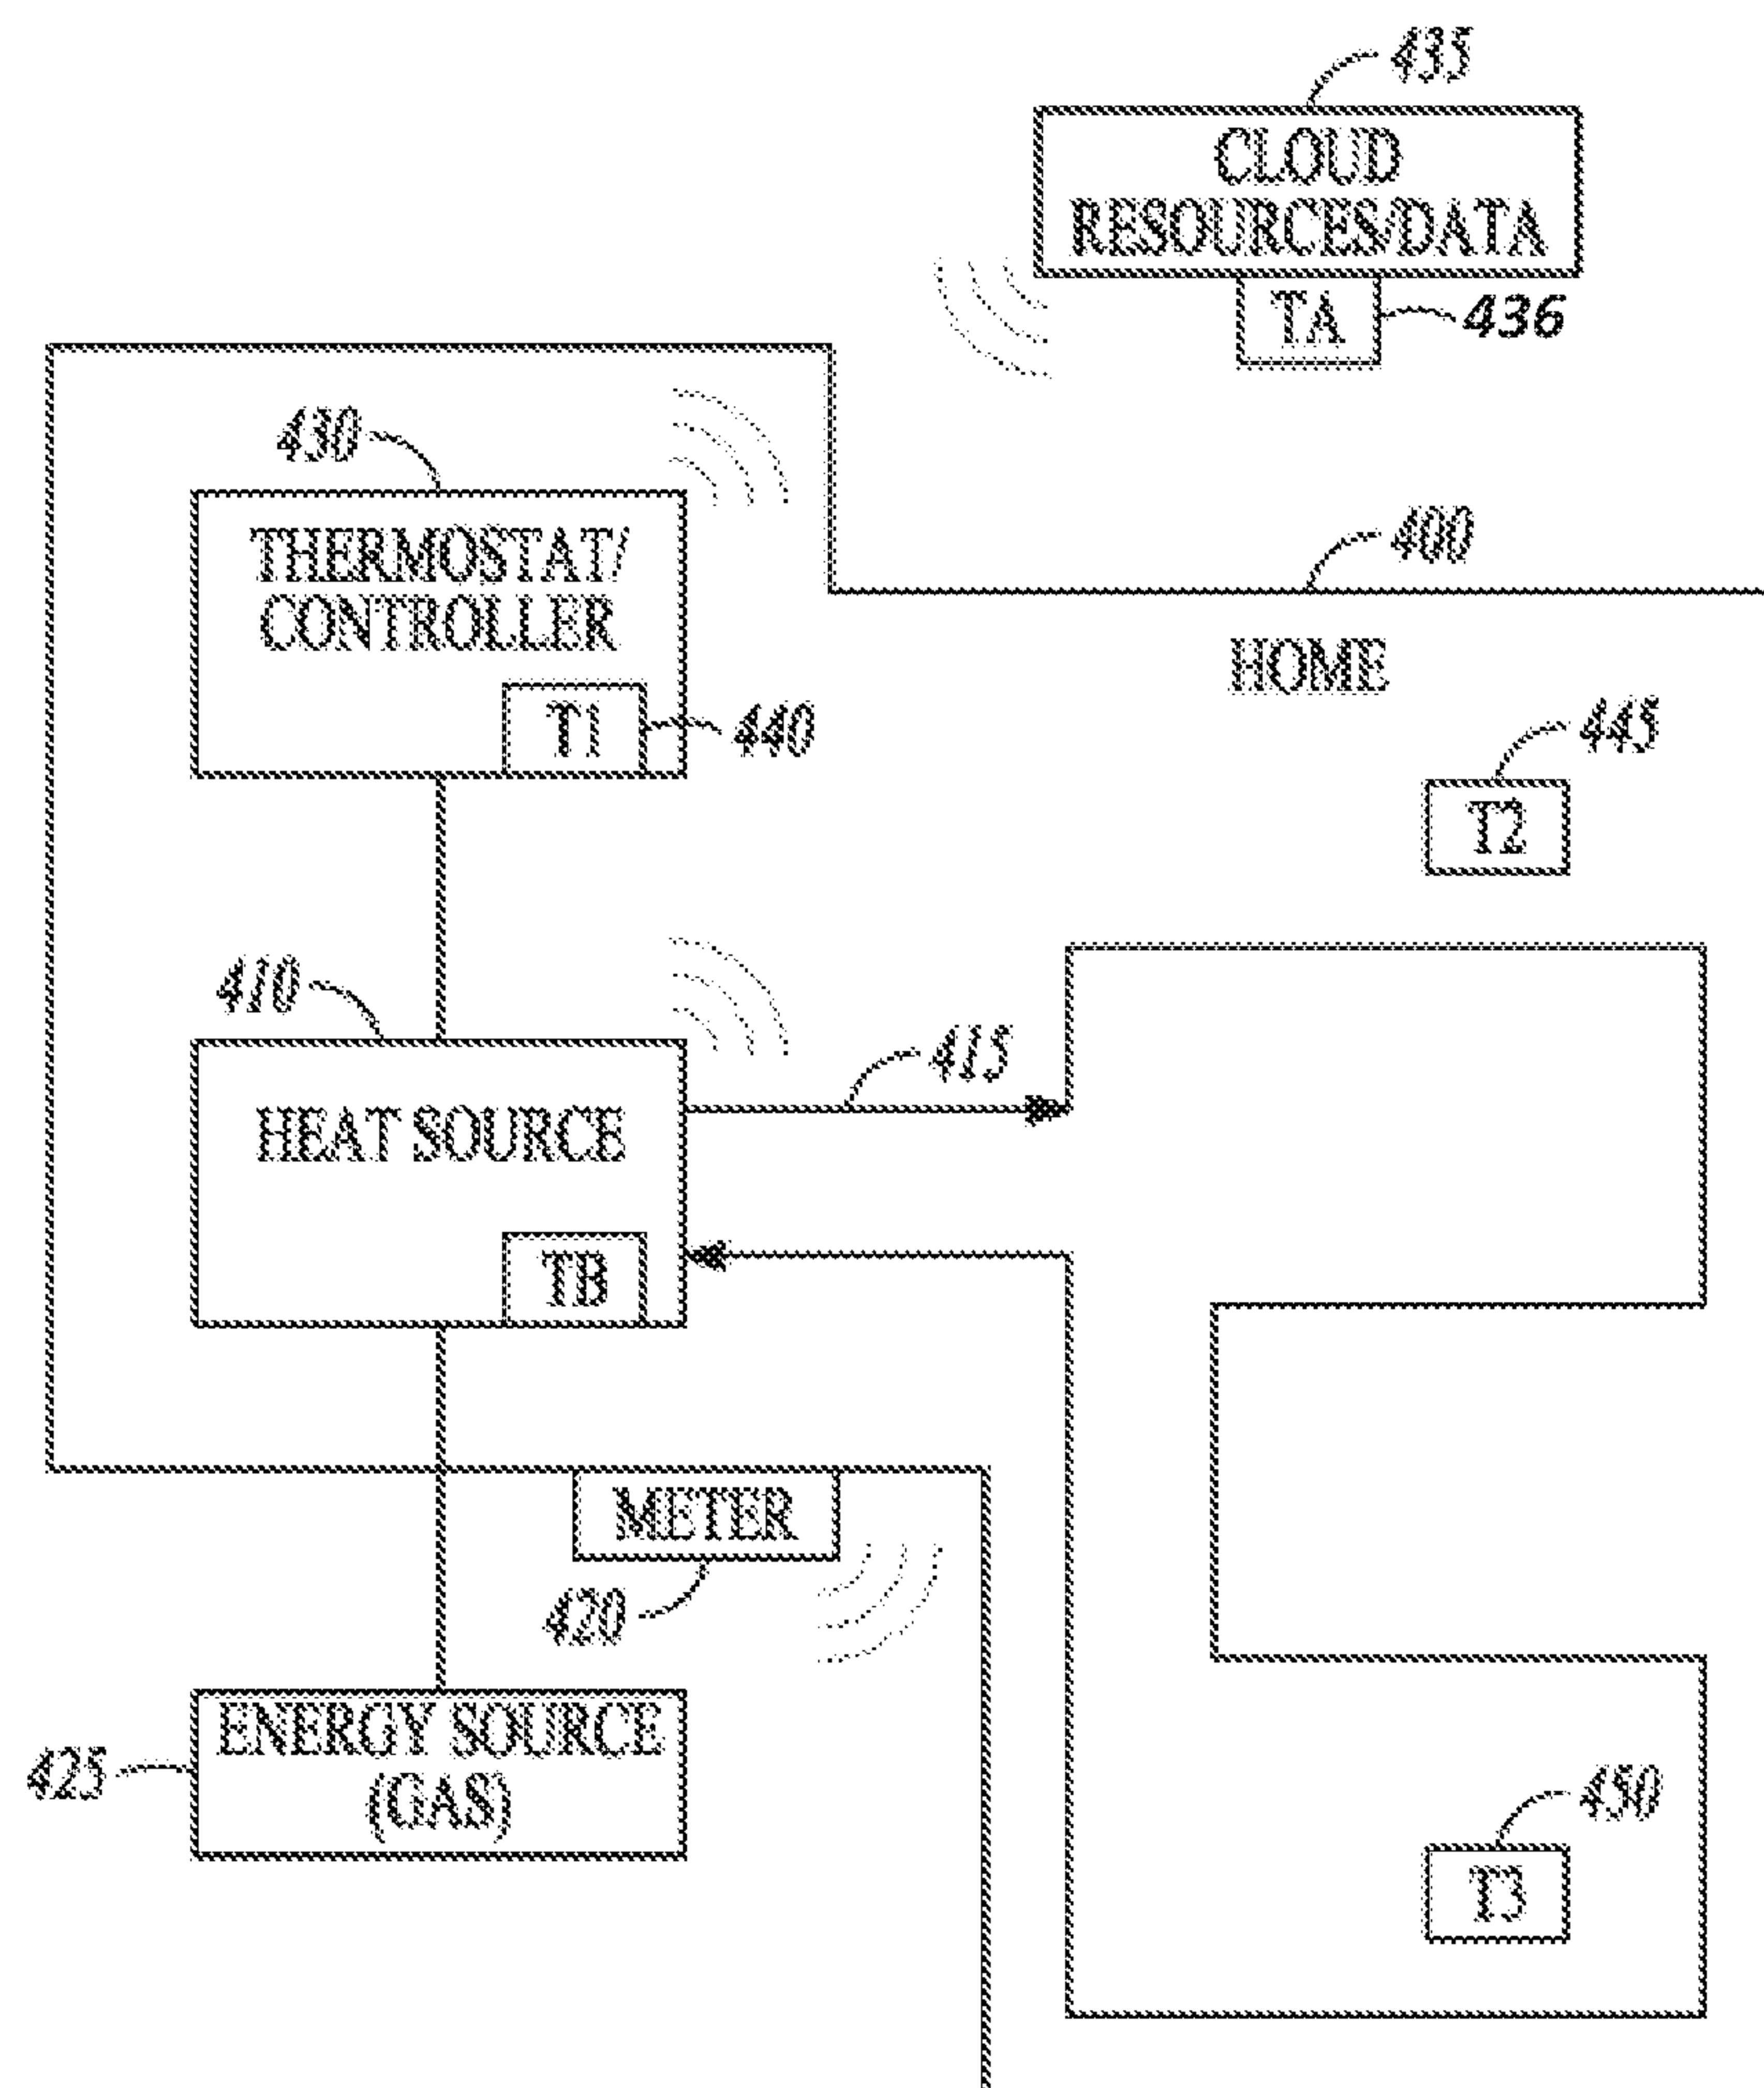 435
CLOUD
RESOURCES/DATA
TA
436
430
THERMOSTAT/
CONTROLLER
T1
440
400
HOME
445
T2
410
HEAT SOURCE
TB
415
METER
420
ENERGY SOURCE
(GAS)
425
450
T3